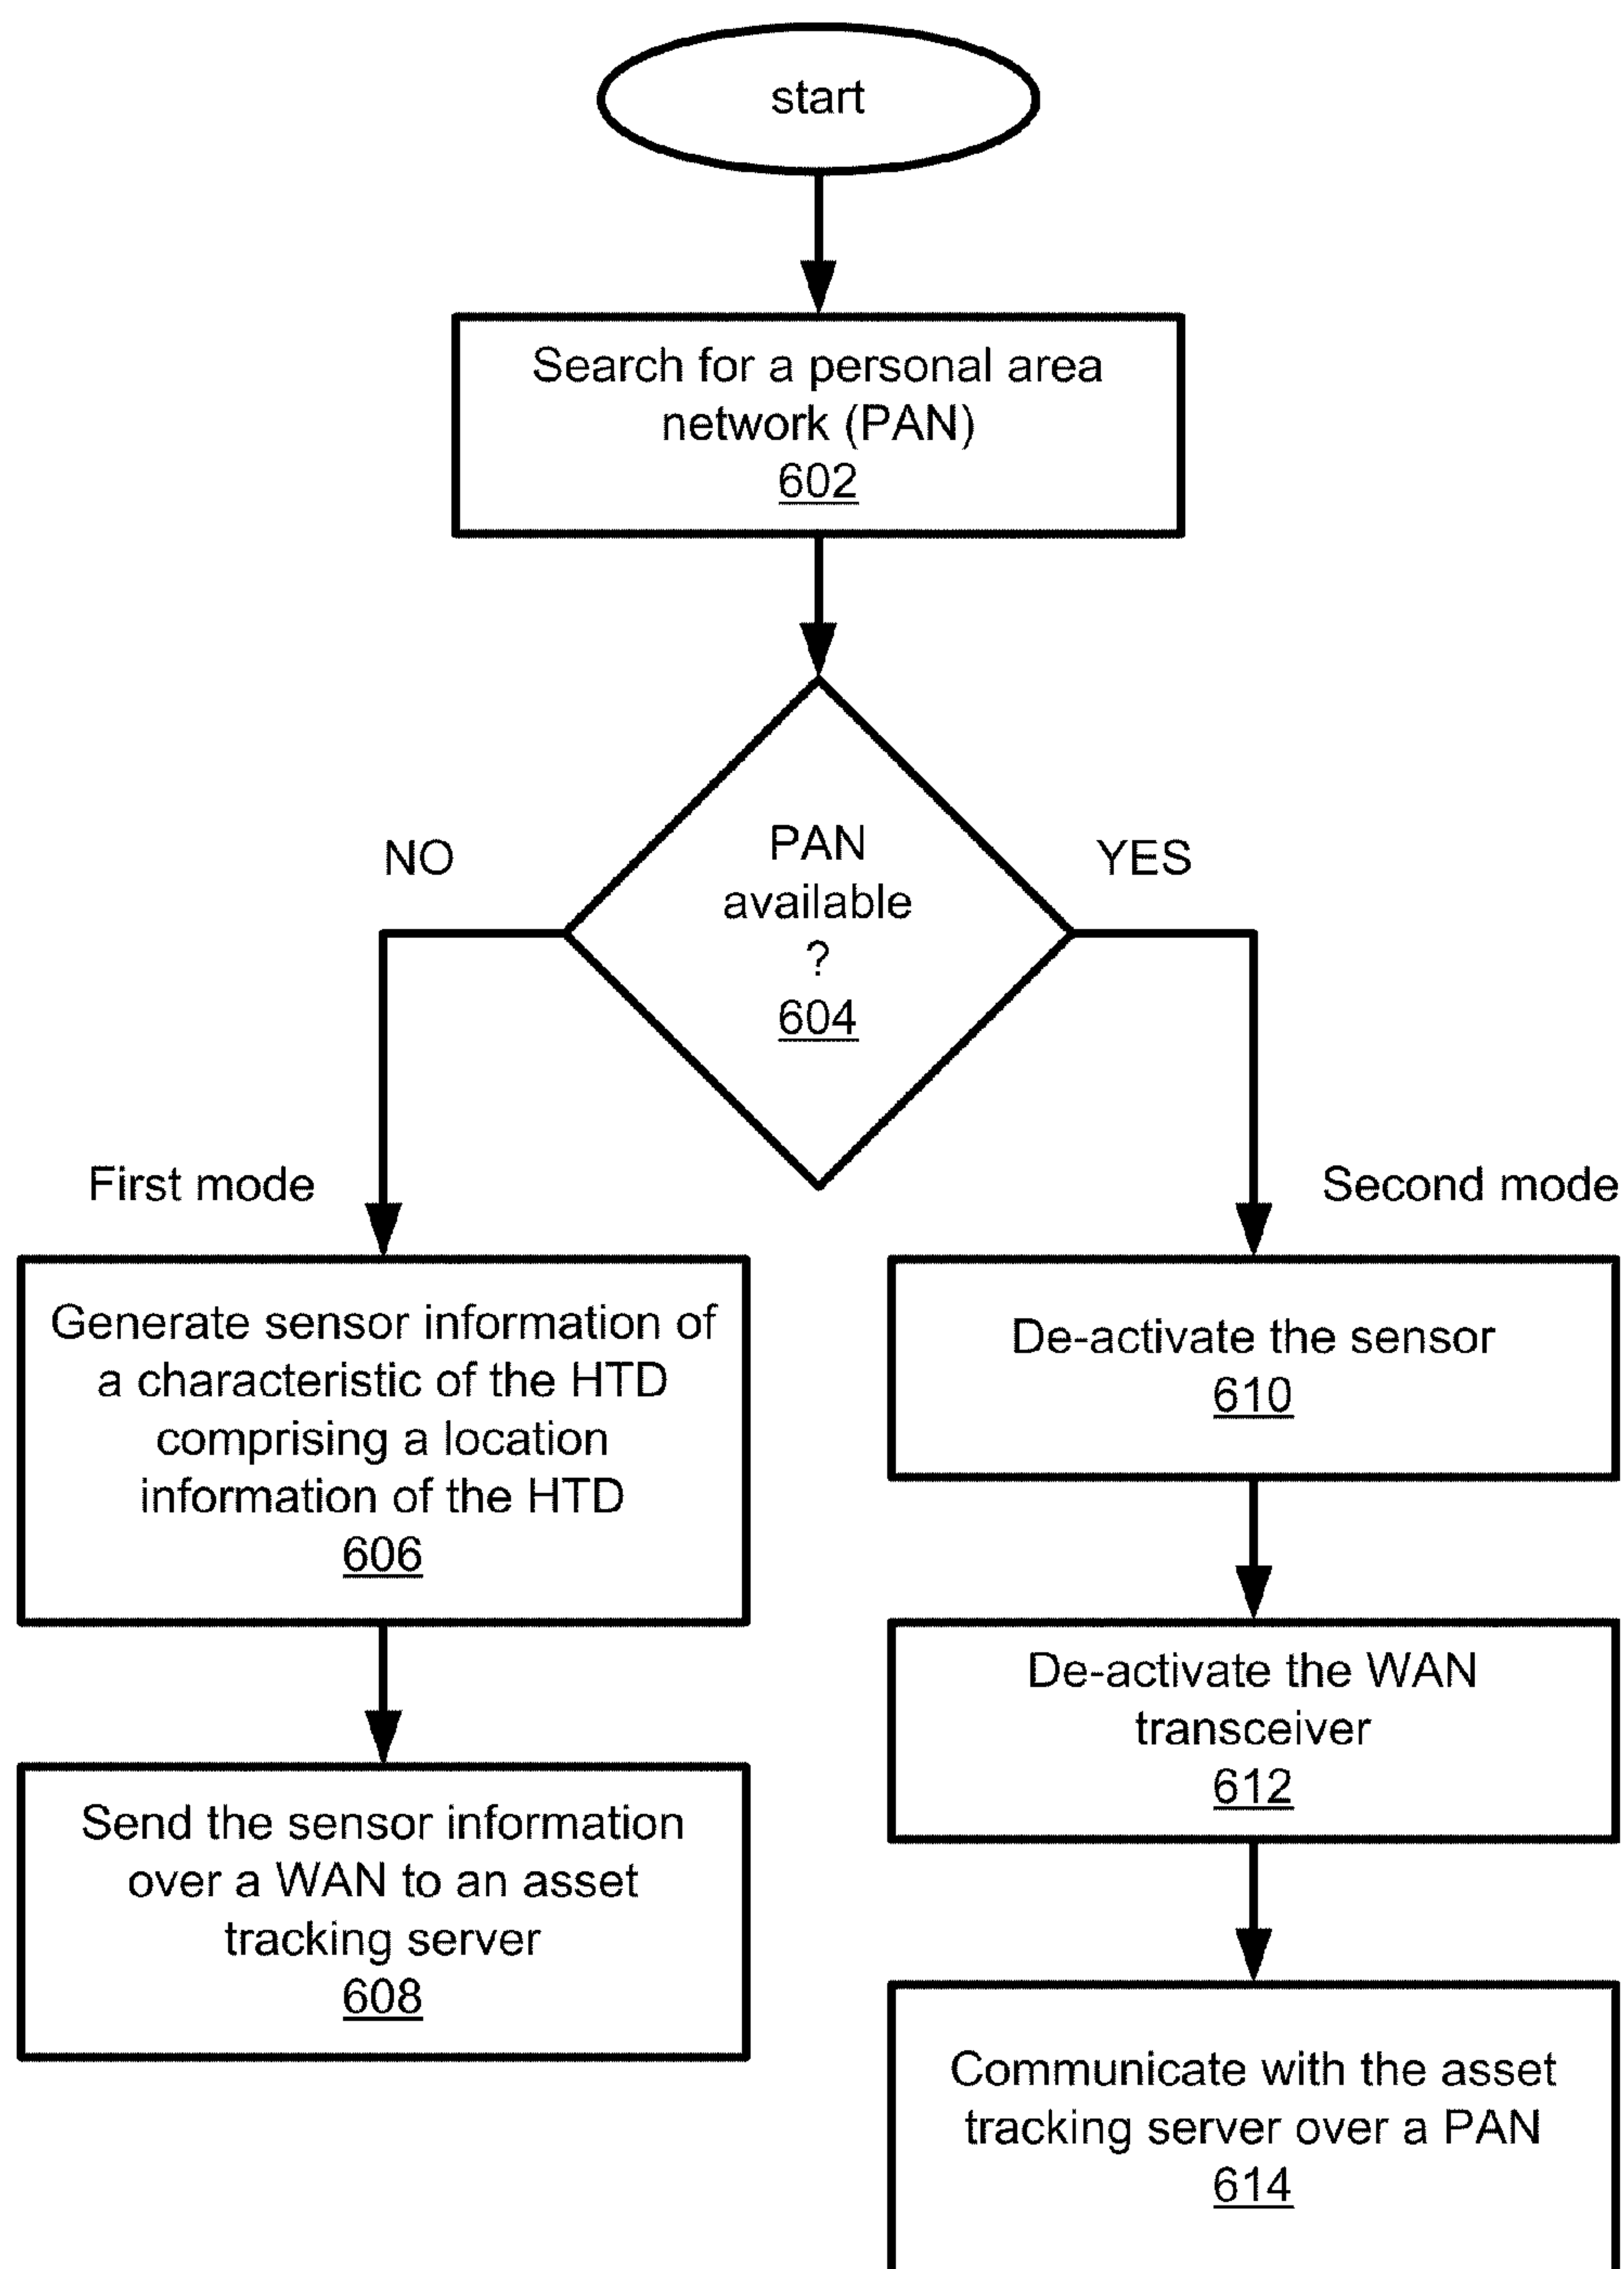 start
Search for a personal area
network (PAN)
602
PAN
available
?
604
NO
YES
First mode
Second mode
Generate sensor information of
a characteristic of the HTD
comprising a location
information of the HTD
606
Send the sensor information
over a WAN to an asset
tracking server
608
De-activate the sensor
610
De-activate the WAN
transceiver
612
Communicate with the asset
tracking server over a PAN
614